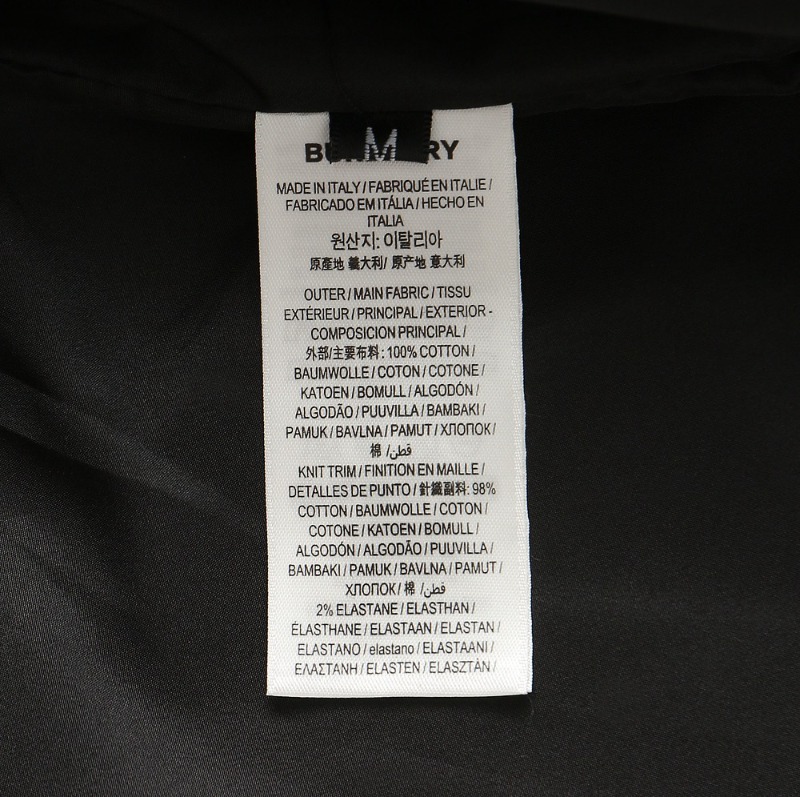 M
MADE IN ITALY / FABRIQUÉ EN ITALIE /
FABRICADO EM ITÁLIA / HECHO EN
ITALIA
원산지: 이탈리아
原產地 義大利/ 原产地 意大利
OUTER / MAIN FABRIC / TISSU
EXTÉRIEUR / PRINCIPAL / EXTERIOR -
COMPOSICION PRINCIPAL /
外部/主要布料: 100% COTTON /
BAUMWOLLE / COTON / COTONE /
KATOEN / BOMULL / ALGODÓN /
ALGODÃO / PUUVILLA / BAMBAKI /
PAMUK / BAVLNA / PAMUT / ХЛОПОК /
棉 / قطن
KNIT TRIM / FINITION EN MAILLE /
DETALLES DE PUNTO / 針織副料: 98%
COTTON / BAUMWOLLE / COTON /
COTONE / KATOEN / BOMULL /
ALGODÓN / ALGODÃO / PUUVILLA /
BAMBAKI / PAMUK / BAVLNA / PAMUT /
ХЛОПОК / 棉 / قطن
2% ELASTANE / ELASTHAN /
ÉLASTHANE / ELASTAAN / ELASTAN /
ELASTANO / elastano / ELASTAANI /
ΕΛΑΣΤΑΝΗ / ELASTEN / ELASZTÁN /